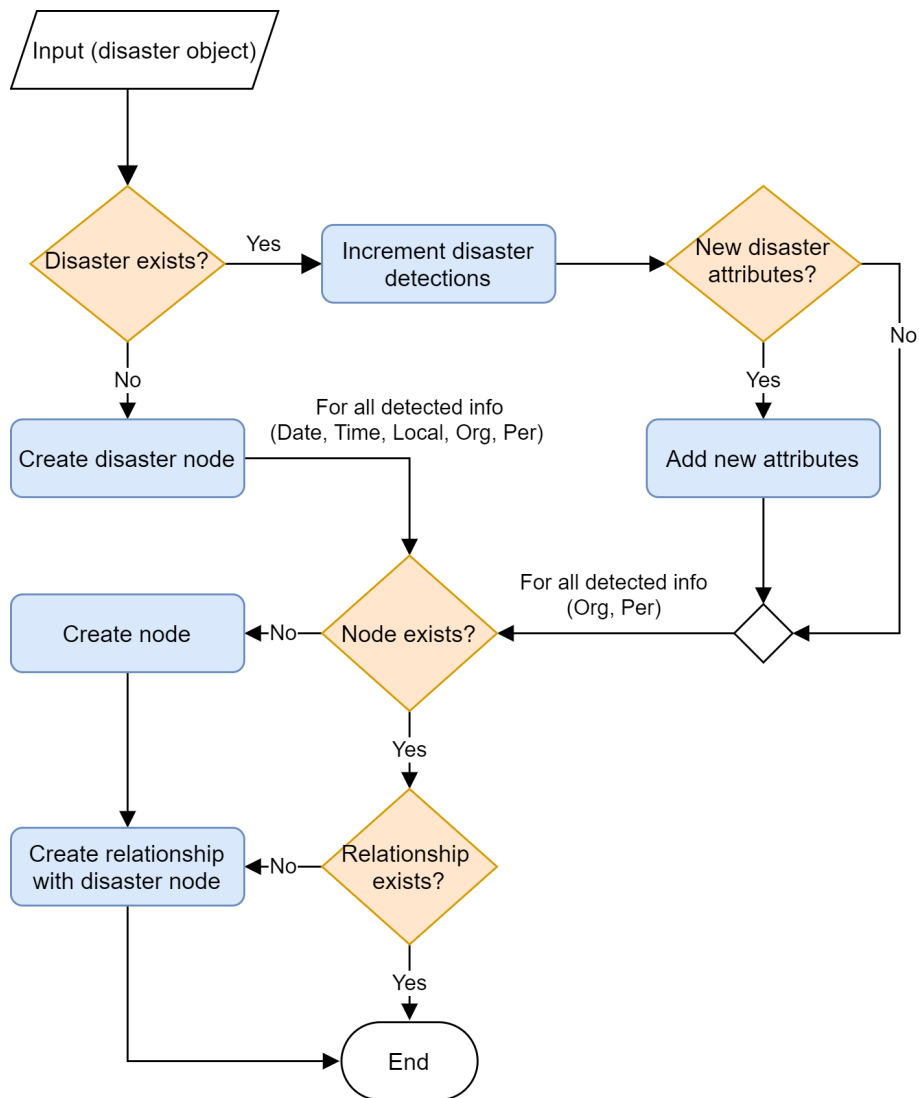 Input (disaster object)
Disaster exists?
Yes
Increment disaster
detections
New disaster
attributes?
No
No
Yes
For all detected info
(Date, Time, Local, Org, Per)
Create disaster node
Add new attributes
For all detected info
(Org, Per)
Create node
No
Node exists?
Yes
Create relationship
with disaster node
No
Relationship
exists?
Yes
End